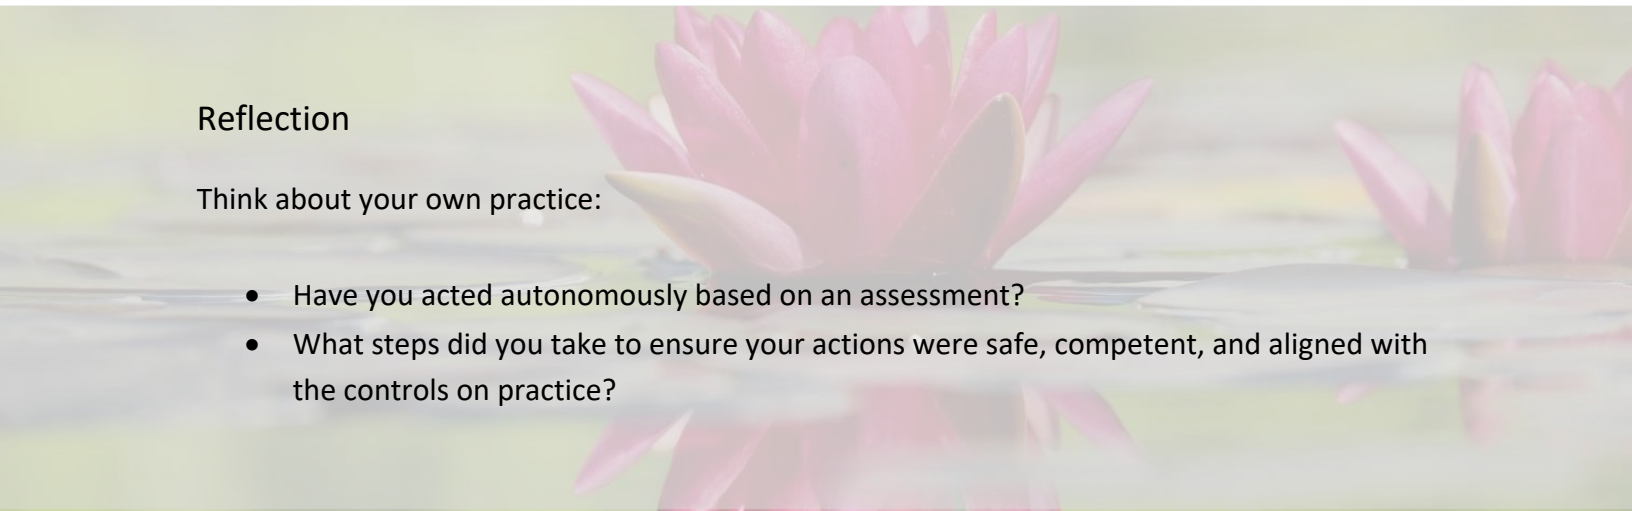 Reflection
Think about your own practice:
• Have you acted autonomously based on an assessment?
• What steps did you take to ensure your actions were safe, competent, and aligned with
the controls on practice?